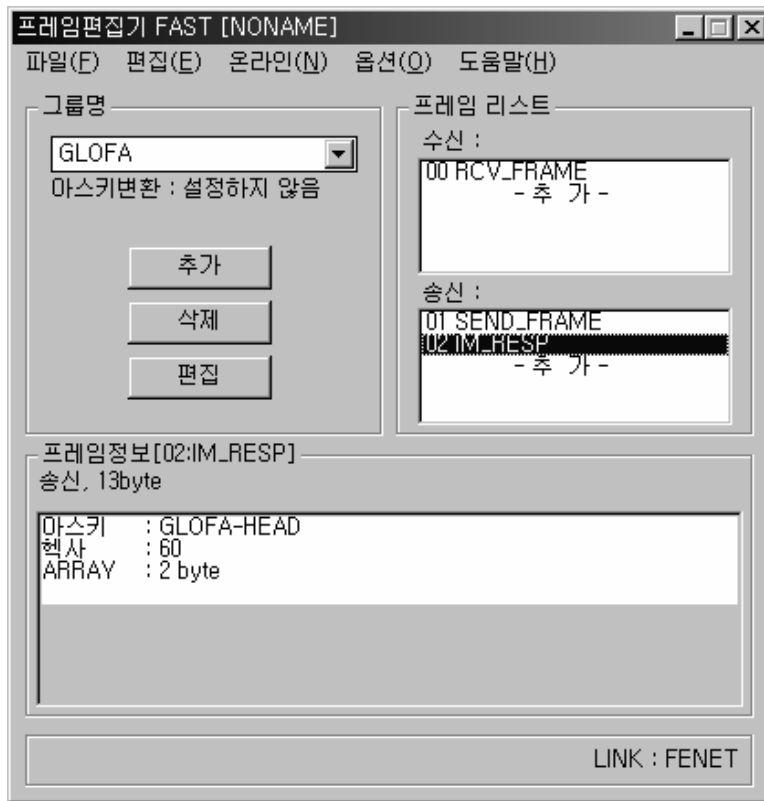 프레임편집기 FAST [NONAME]
파일(F) 편집(E) 온라인(N) 옵션(O) 도움말(H)
그룹명
GLOFA
아스키변환 : 설정하지 않음
추가
삭제
편집
프레임 리스트
수신 :
00 RCV_FRAME
- 추 가 -
송신 :
01 SEND_FRAME
02 IM_RESP
- 추 가 -
프레임정보[02:IM_RESP]
송신, 13byte
아스키 : GLOFA-HEAD
헥사 : 60
ARRAY : 2 byte
LINK : FENET